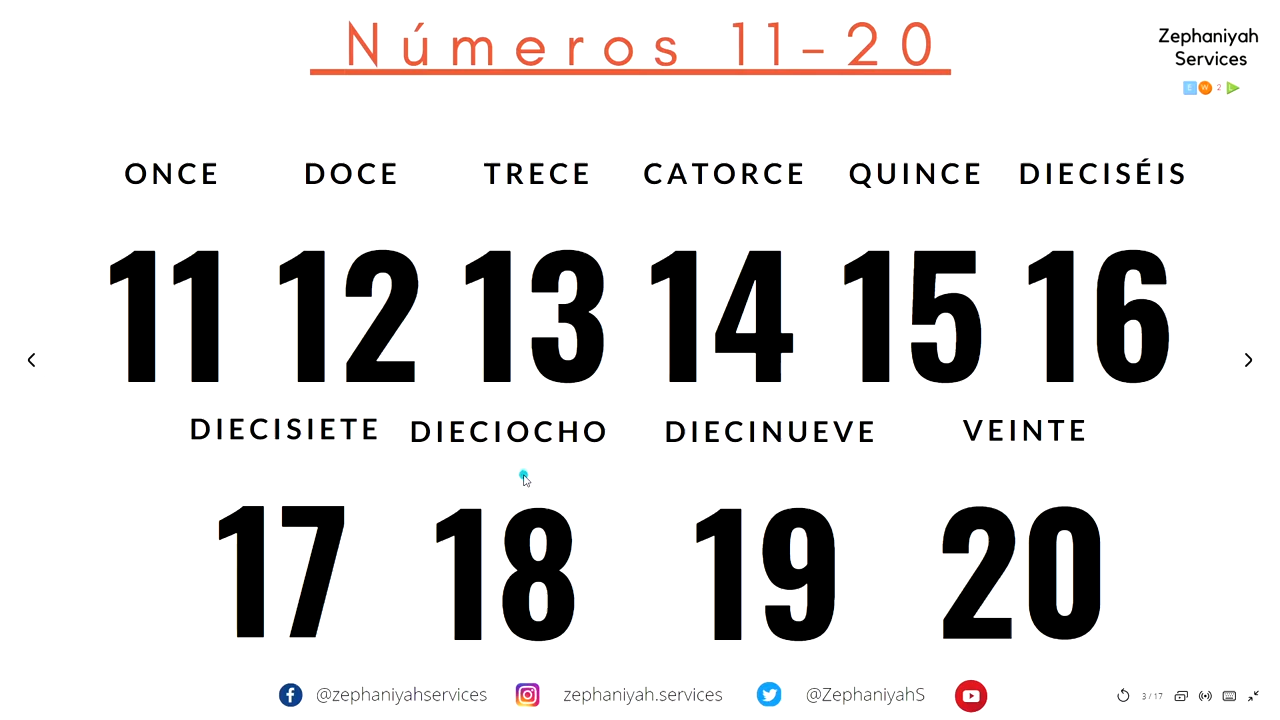 Números 11-20
Zephaniyah
Services
E W 2 L
ONCE DOCE TRECE CATORCE QUINCE DIECISÉIS
11 12 13 14 15 16
DIECISIETE DIECIOCHO DIECINUEVE VEINTE
17 18 19 20
@zephaniyahservices zephaniyah.services @ZephaniyahS
3 / 17